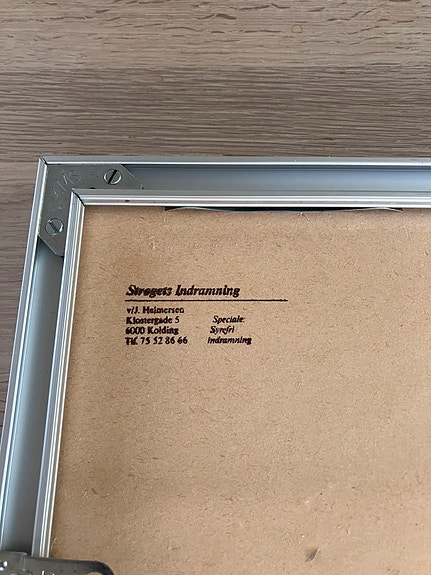 Strøgets Indramning
v/J. Helmersen
Klostergade 5
6000 Kolding
Tlf. 75 52 86 66
Speciale:
Syrefri
indramning